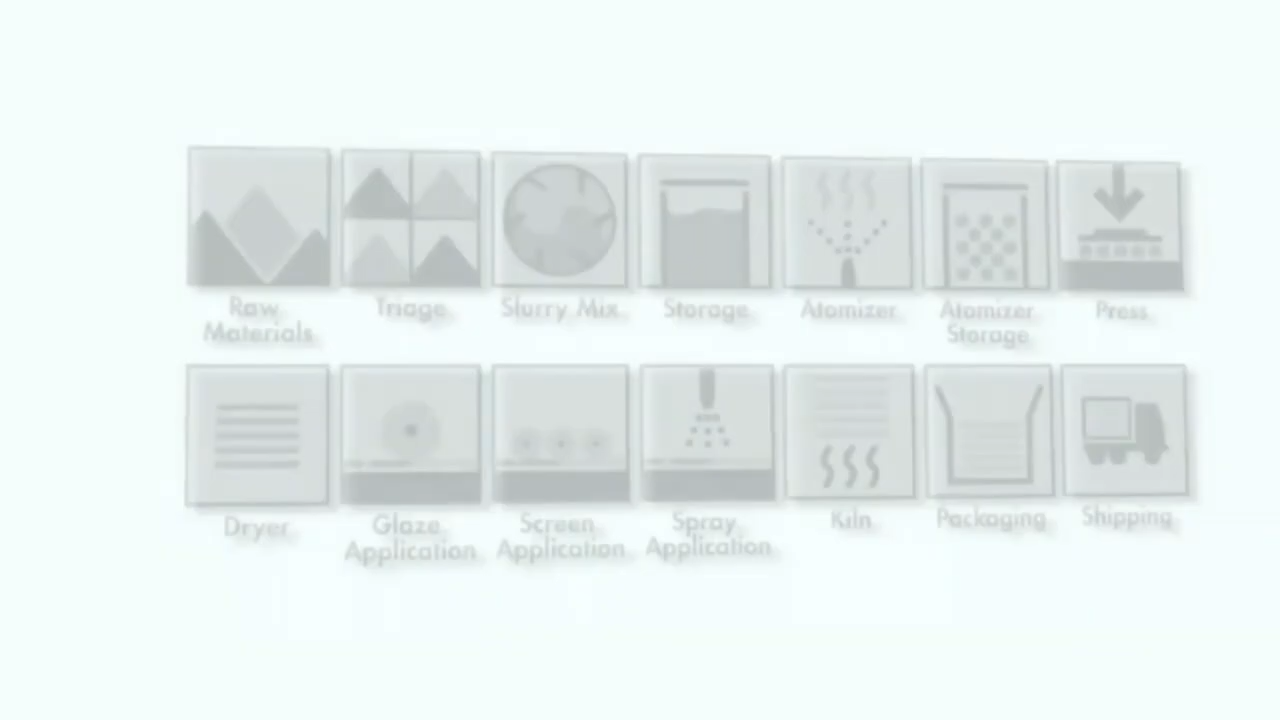 Raw
Materials
Triage
Slurry Mix
Storage
Atomizer
Atomizer
Storage
Press
Dryer
Glaze
Application
Screen
Application
Spray
Application
Kiln
Packaging
Shipping